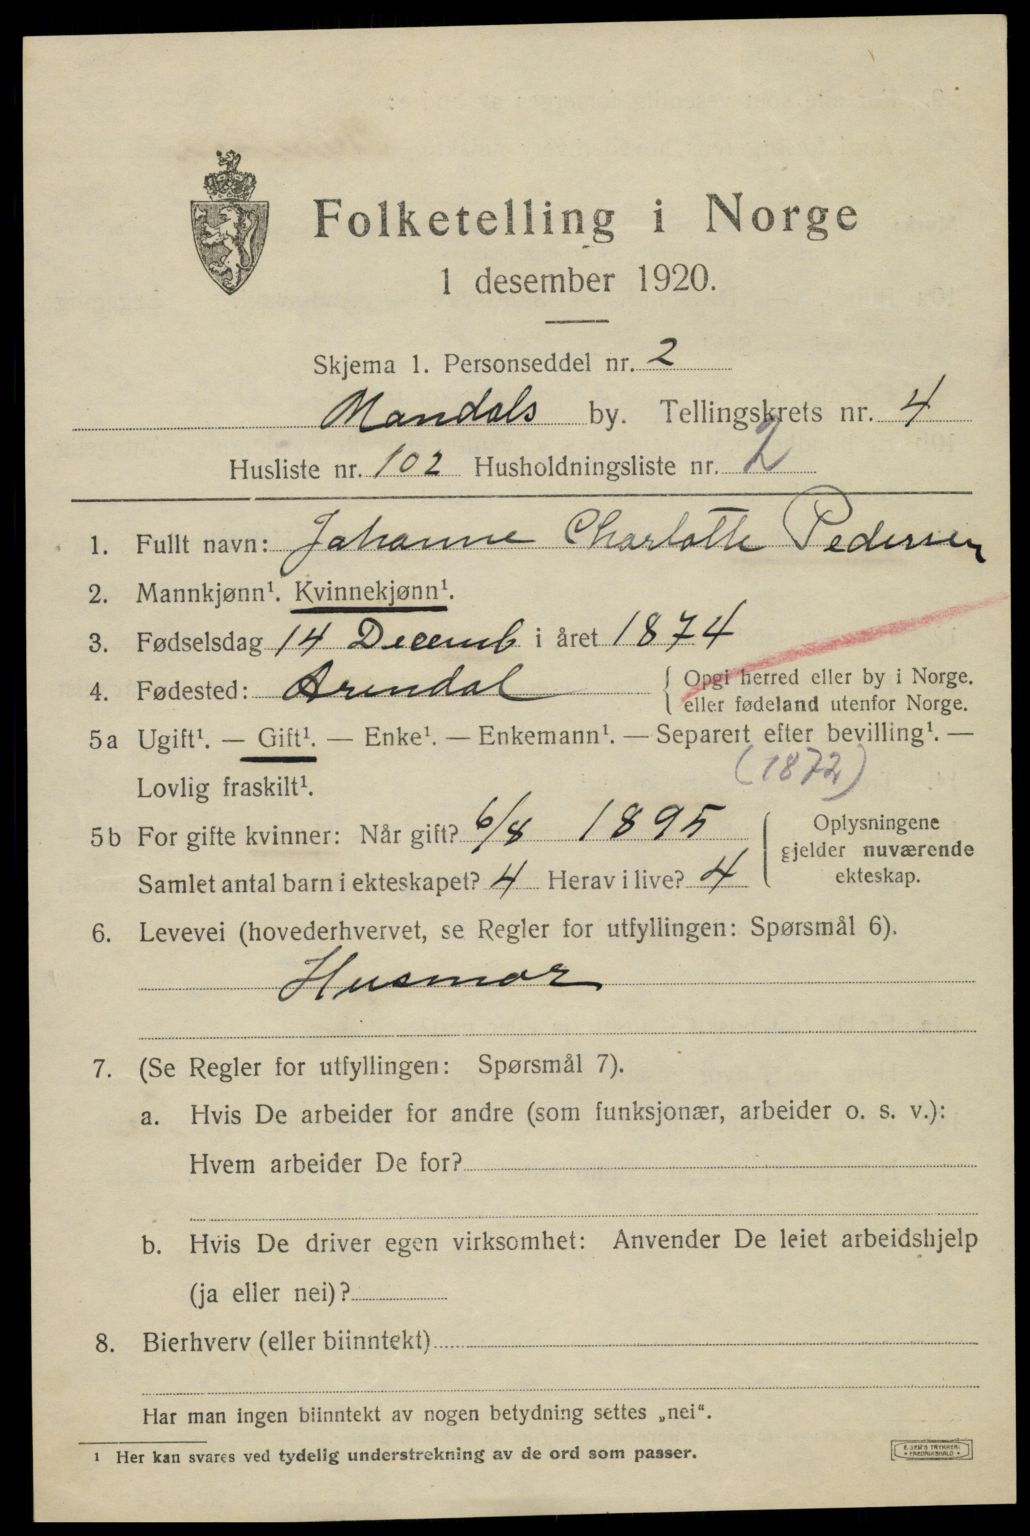 Folketelling i Norge
1 desember 1920.
Skjema 1. Personseddel nr. 2
Mandals by. Tellingskrets nr. 4
Husliste nr. 102 Husholdningsliste nr. 2
1. Fullt navn: Johanne Charlotte Pedersen
2. Mannkjønn¹. Kvinnekjønn¹.
3. Fødselsdag 14 Decemb i året 1874
4. Fødested: Arendal { Opgi herred eller by i Norge.
eller fødeland utenfor Norge.
5a Ugift¹. — Gift¹. — Enke¹. — Enkemann¹. — Separert efter bevilling¹. —
(1872)
Lovlig fraskilt¹.
5b For gifte kvinner: Når gift? 6/8 1895
Samlet antal barn i ekteskapet? 4 Herav i live? 4
{ Oplysningene
gjelder nuværende
ekteskap.
6. Levevei (hovederhvervet, se Regler for utfyllingen: Spørsmål 6).
Husmor
7. (Se Regler for utfyllingen: Spørsmål 7).
a. Hvis De arbeider for andre (som funksjonær, arbeider o. s. v.):
Hvem arbeider De for?
b. Hvis De driver egen virksomhet: Anvender De leiet arbeidshjelp
(ja eller nei)?
8. Bierhverv (eller biinntekt)
Har man ingen biinntekt av nogen betydning settes „nei“.
¹ Her kan svares ved tydelig understrekning av de ord som passer.
E. SEM'S TRYKKERI
FREDRIKSHALD